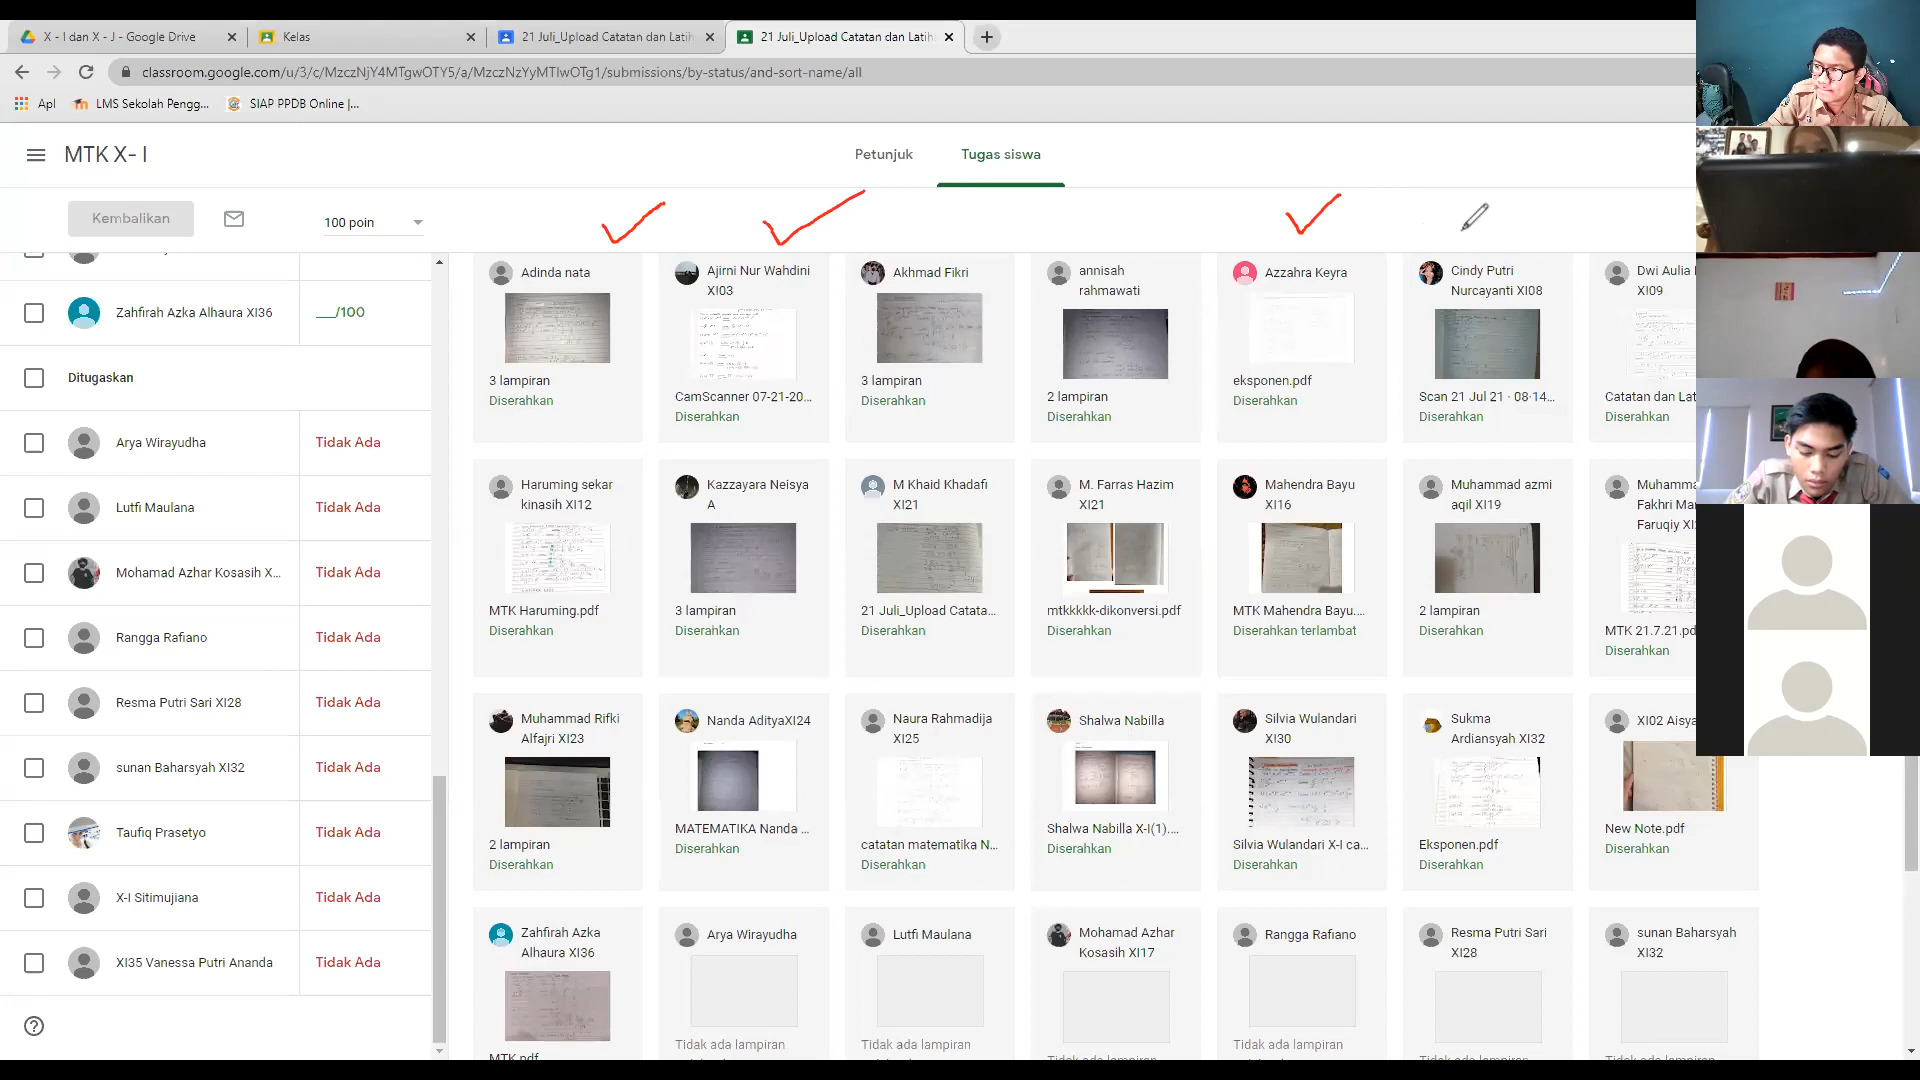 X - I dan X - J - Google Drive
Kelas
21 Juli_Upload Catatan dan Latih
21 Juli_Upload Catatan dan Latih
classroom.google.com/u/3/c/MzczNjY4MTgwOTY5/a/MzczNzYyMTIwOTg1/submissions/by-status/and-sort-name/all
Apl
LMS Sekolah Pengg...
SIAP PPDB Online |...
MTK X- I
Petunjuk
Tugas siswa
Kembalikan
100 poin
Zahfirah Azka Alhaura XI36
___/100
Ditugaskan
Arya Wirayudha
Tidak Ada
Lutfi Maulana
Tidak Ada
Mohamad Azhar Kosasih X...
Tidak Ada
Rangga Rafiano
Tidak Ada
Resma Putri Sari XI28
Tidak Ada
sunan Baharsyah XI32
Tidak Ada
Taufiq Prasetyo
Tidak Ada
X-I Sitimujiana
Tidak Ada
XI35 Vanessa Putri Ananda
Tidak Ada
Adinda nata
3 lampiran
Diserahkan
Ajirni Nur Wahdini
XI03
CamScanner 07-21-20...
Diserahkan
Akhmad Fikri
3 lampiran
Diserahkan
annisah
rahmawati
2 lampiran
Diserahkan
Azzahra Keyra
eksponen.pdf
Diserahkan
Cindy Putri
Nurcayanti XI08
Scan 21 Jul 21 · 08·14...
Diserahkan
Dwi Aulia
XI09
Catatan dan Lat
Diserahkan
Haruming sekar
kinasih XI12
MTK Haruming.pdf
Diserahkan
Kazzayara Neisya
A
3 lampiran
Diserahkan
M Khaid Khadafi
XI21
21 Juli_Upload Catata...
Diserahkan
M. Farras Hazim
XI21
mtkkkkk-dikonversi.pdf
Diserahkan
Mahendra Bayu
XI16
MTK Mahendra Bayu....
Diserahkan terlambat
Muhammad azmi
aqil XI19
2 lampiran
Diserahkan
Muhamma
Fakhri Ma
Faruqiy XI
MTK 21.7.21.pd
Diserahkan
Muhammad Rifki
Alfajri XI23
2 lampiran
Diserahkan
Nanda AdityaXI24
MATEMATIKA Nanda ...
Diserahkan
Naura Rahmadija
XI25
catatan matematika N...
Diserahkan
Shalwa Nabilla
Shalwa Nabilla X-I(1)....
Diserahkan
Silvia Wulandari
XI30
Silvia Wulandari X-I ca...
Diserahkan
Sukma
Ardiansyah XI32
Eksponen.pdf
Diserahkan
XI02 Aisya
New Note.pdf
Diserahkan
Zahfirah Azka
Alhaura XI36
MTK.pdf
Arya Wirayudha
Tidak ada lampiran
Lutfi Maulana
Tidak ada lampiran
Mohamad Azhar
Kosasih XI17
Tidak ada lampiran
Rangga Rafiano
Tidak ada lampiran
Resma Putri Sari
XI28
Tidak ada lampiran
sunan Baharsyah
XI32
Tidak ada lampiran